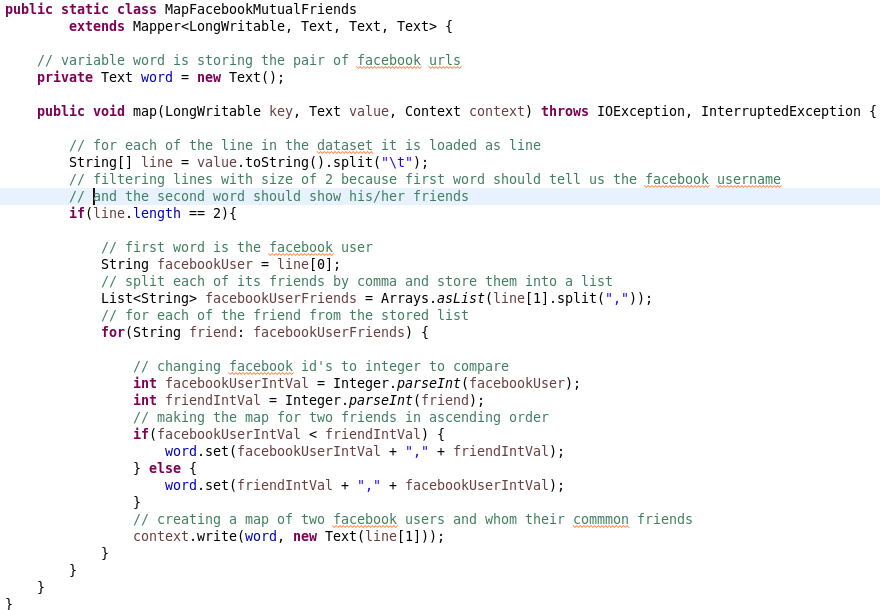 public static class MapFacebookMutualFriends
        extends Mapper<LongWritable, Text, Text, Text> {

    // variable word is storing the pair of facebook urls
    private Text word = new Text();

    public void map(LongWritable key, Text value, Context context) throws IOException, InterruptedException {

        // for each of the line in the dataset it is loaded as line
        String[] line = value.toString().split("\t");
        // filtering lines with size of 2 because first word should tell us the facebook username
        // and the second word should show his/her friends
        if(line.length == 2){

            // first word is the facebook user
            String facebookUser = line[0];
            // split each of its friends by comma and store them into a list
            List<String> facebookUserFriends = Arrays.asList(line[1].split(","));
            // for each of the friend from the stored list
            for(String friend: facebookUserFriends) {

                // changing facebook id's to integer to compare
                int facebookUserIntVal = Integer.parseInt(facebookUser);
                int friendIntVal = Integer.parseInt(friend);
                // making the map for two friends in ascending order
                if(facebookUserIntVal < friendIntVal) {
                    word.set(facebookUserIntVal + "," + friendIntVal);
                } else {
                    word.set(friendIntVal + "," + facebookUserIntVal);
                }
                // creating a map of two facebook users and whom their commmon friends
                context.write(word, new Text(line[1]));
            }
        }
    }
}